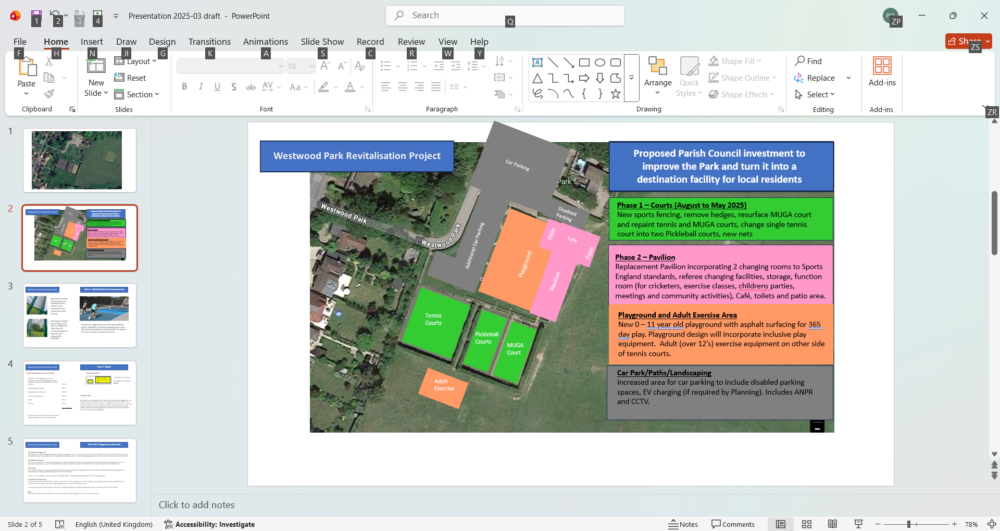 Presentation 2025-03 draft - PowerPoint
Search
1
2
3
4
Q
ZP
File
Home
Insert
Draw
Design
Transitions
Animations
Slide Show
Record
Review
View
Help
Share
F
H
N
JI
G
K
A
S
C
R
W
Y
ZS
Paste
New
Slide
Layout
Reset
Section
18
Arrange
Quick
Styles
Shape Fill
Shape Outline
Shape Effects
Find
Replace
Select
Add-ins
Clipboard
Slides
Font
Paragraph
Drawing
Editing
Add-ins
ZR
1
2
3
4
5
Westwood Park Revitalisation Project
Proposed Parish Council investment to
improve the Park and turn it into a
destination facility for local residents
Car Parking
Park
Westwood Park
Westwood Park
Disabled
Parking
Additional Car Parking
Playground
Patio
Cafe
Patio
Pavilion
e
Tennis
Courts
Pickleball
Courts
MUGA
Court
Adult
Exercise
Phase 1 – Courts (August to May 2025)
New sports fencing, remove hedges, resurface MUGA court
and repaint tennis and MUGA courts, change single tennis
court into two Pickleball courts, new nets
Phase 2 – Pavilion
Replacement Pavilion incorporating 2 changing rooms to Sports
England standards, referee changing facilities, storage, function
room (for cricketers, exercise classes, childrens parties,
meetings and community activities), Café, toilets and patio area.
Playground and Adult Exercise Area
New 0 – 11 year old playground with asphalt surfacing for 365
day play. Playground design will incorporate inclusive play
equipment.  Adult (over 12's) exercise equipment on other side
of tennis courts.
Car Park/Paths/Landscaping
Increased area for car parking to include disabled parking
spaces, EV charging (if required by Planning). Includes ANPR
and CCTV.
Click to add notes
Slide 2 of 5
English (United Kingdom)
Accessibility: Investigate
Notes
Comments
78%